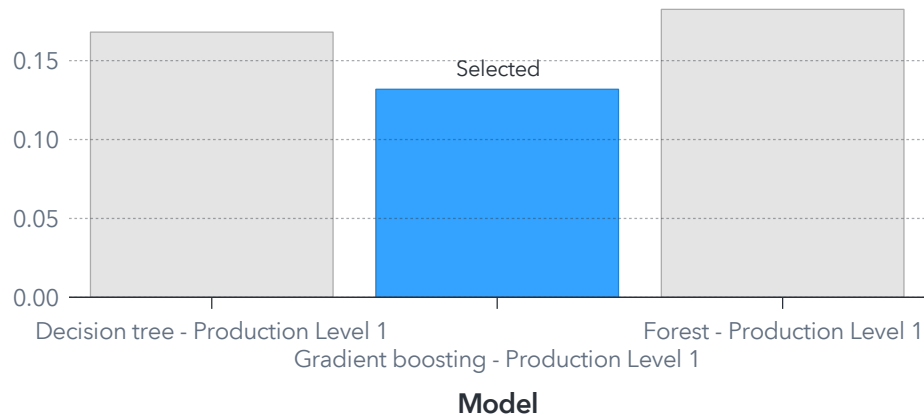 0.15
Selected
0.10
0.05
0.00
Decision tree - Production Level 1
Forest - Production Level 1
Gradient boosting - Production Level 1
Model